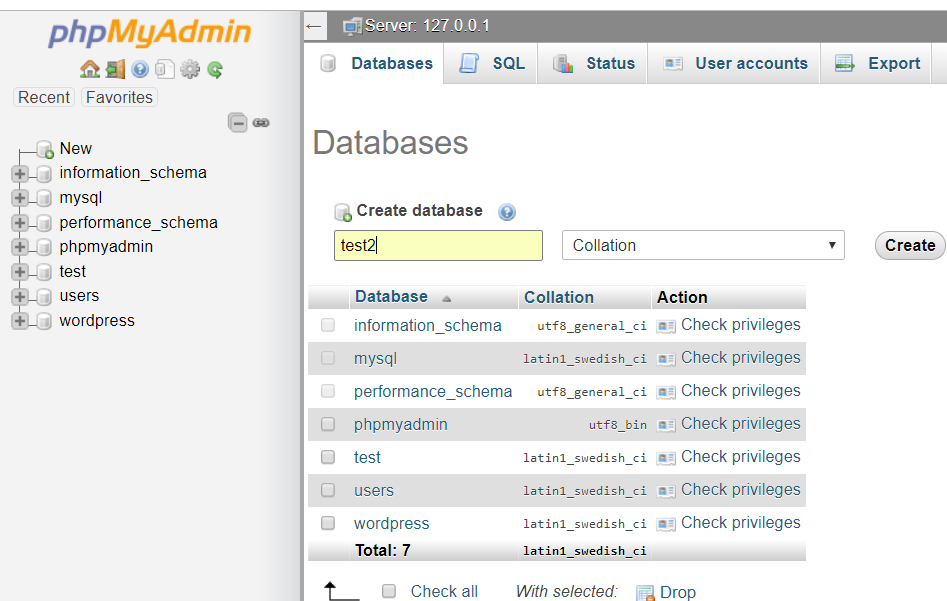 phpMyAdmin
Recent Favorites
New
information_schema
mysql
performance_schema
phpmyadmin
test
users
wordpress
← Server: 127.0.0.1
Databases SQL Status User accounts Export
Databases
Create database
test2 Collation Create
Database Collation Action
information_schema utf8_general_ci Check privileges
mysql latin1_swedish_ci Check privileges
performance_schema utf8_general_ci Check privileges
phpmyadmin utf8_bin Check privileges
test latin1_swedish_ci Check privileges
users latin1_swedish_ci Check privileges
wordpress latin1_swedish_ci Check privileges
Total: 7 latin1_swedish_ci
Check all With selected: Drop